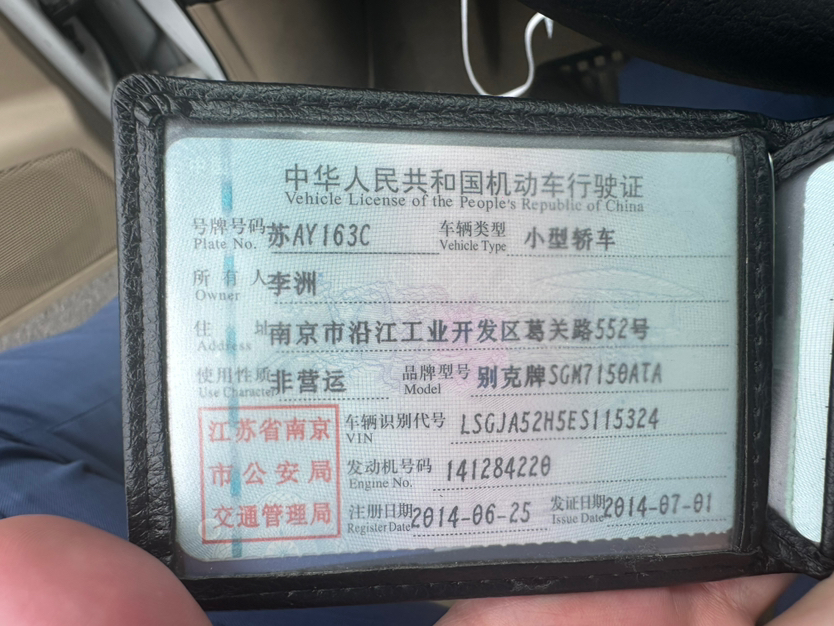 中华人民共和国机动车行驶证
Vehicle License of the People's Republic of China
号牌号码 苏AY163C 车辆类型 小型轿车
Plate No. Vehicle Type
所有人 李洲
Owner
住址 南京市沿江工业开发区葛关路552号
Address
使用性质 非营运 品牌型号 别克牌SGM7150ATA
Use Character Model
江苏省南京
市公安局
交通管理局
车辆识别代号 LSGJA52H5ES115324
VIN
发动机号码 141284220
Engine No.
注册日期 2014-06-25 发证日期 2014-07-01
Register Date Issue Date